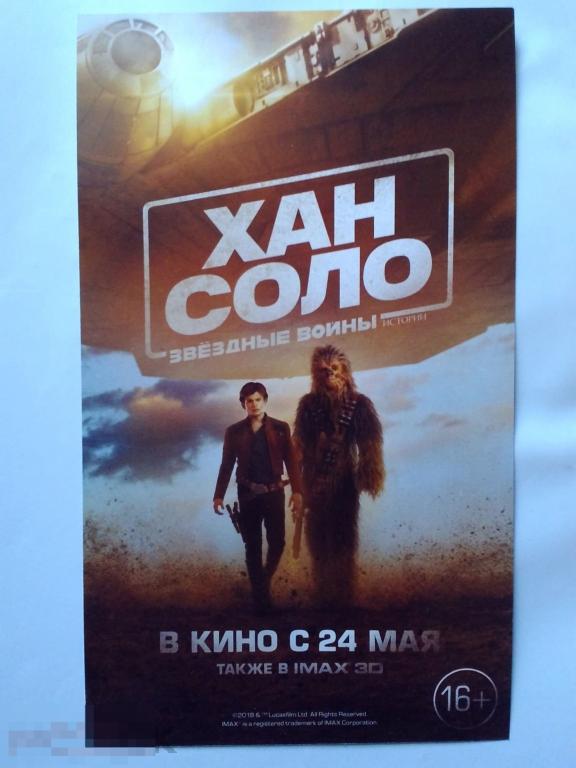 ХАН
СОЛО
ЗВЁЗДНЫЕ ВОЙНЫ ИСТОРИИ
В КИНО С 24 МАЯ
ТАКЖЕ В IMAX 3D
16+
©2018 & ™ Lucasfilm Ltd. All Rights Reserved.
IMAX® is a registered trademark of IMAX Corporation.